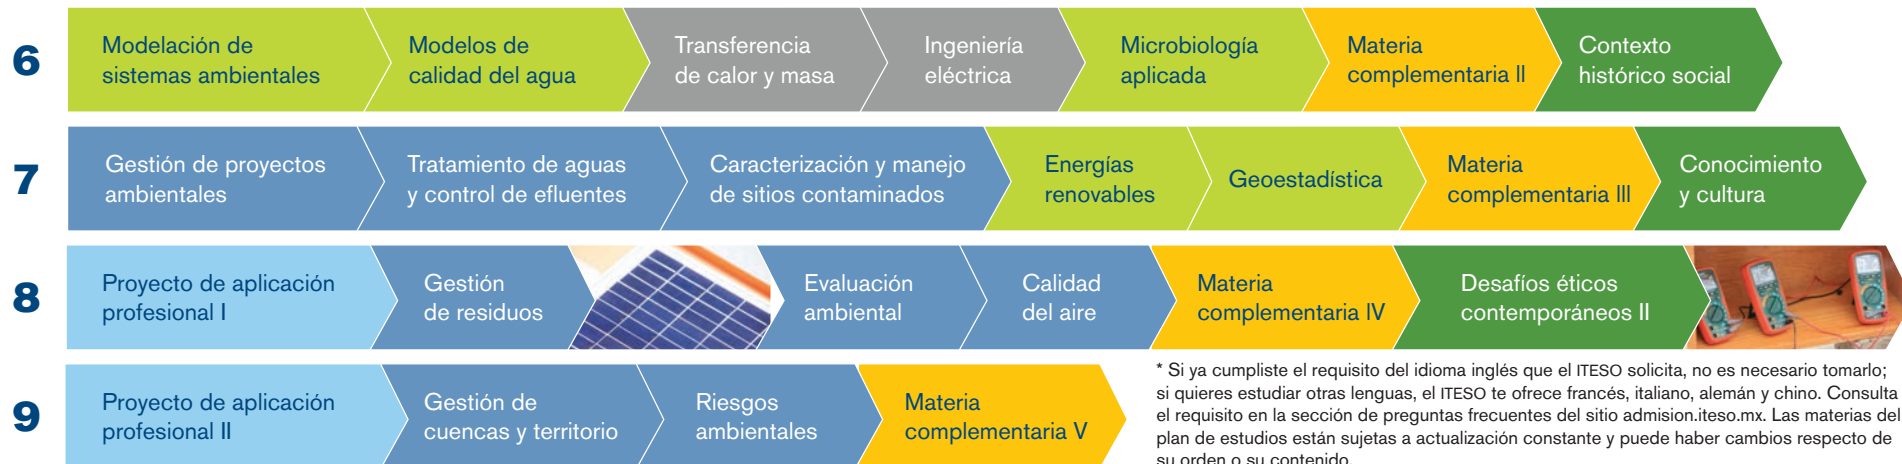 6
Modelación de
sistemas ambientales
Modelos de
calidad del agua
Transferencia
de calor y masa
Ingeniería
eléctrica
Microbiología
aplicada
Materia
complementaria II
Contexto
histórico social
7
Gestión de proyectos
ambientales
Tratamiento de aguas
y control de efluentes
Caracterización y manejo
de sitios contaminados
Energías
renovables
Geoestadística
Materia
complementaria III
Conocimiento
y cultura
8
Proyecto de aplicación
profesional I
Gestión
de residuos
Evaluación
ambiental
Calidad
del aire
Materia
complementaria IV
Desafíos éticos
contemporáneos II
9
Proyecto de aplicación
profesional II
Gestión de
cuencas y territorio
Riesgos
ambientales
Materia
complementaria V
* Si ya cumpliste el requisito del idioma inglés que el ITESO solicita, no es necesario tomarlo;
si quieres estudiar otras lenguas, el ITESO te ofrece francés, italiano, alemán y chino. Consulta
el requisito en la sección de preguntas frecuentes del sitio admision.iteso.mx. Las materias del
plan de estudios están sujetas a actualización constante y puede haber cambios respecto de
su orden o su contenido.